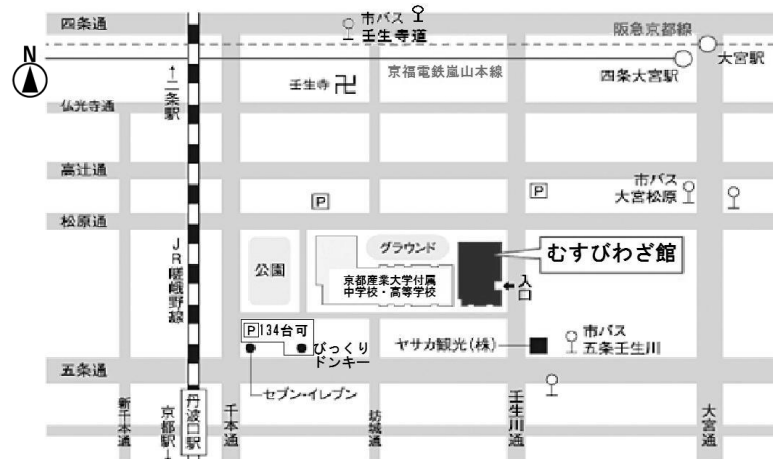 四条通
市バス
壬生寺道
阪急京都線
大宮駅
N
↑二条駅
壬生寺 卍
京福電鉄嵐山本線
四条大宮駅
仏光寺通
高辻通
P
P
市バス
大宮松原
松原通
JR嵯峨野線
公園
グラウンド
京都産業大学付属
中学校・高等学校
むすびわざ館
←入口
P134台可
びっくり
ドンキー
ヤサカ観光(株)
市バス
五条壬生川
五条通
セブン・イレブン
新千本通
京都駅↓
丹波口駅
千本通
坊城通
壬生川通
大宮通